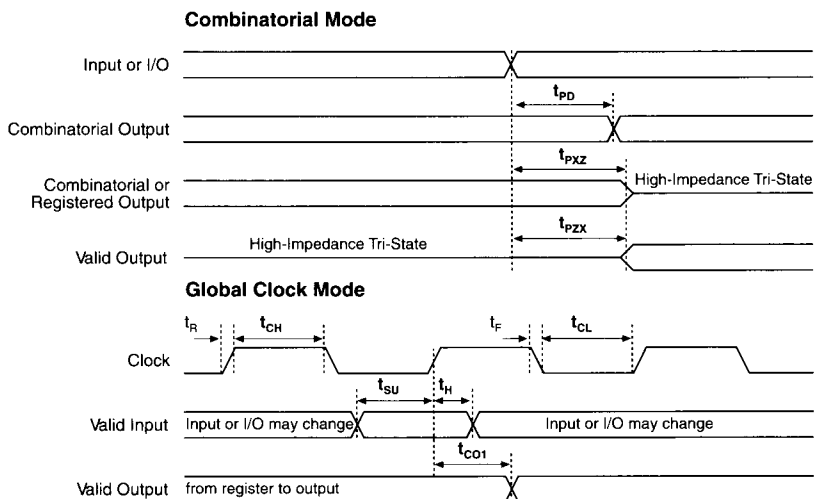 Combinatorial Mode
Input or I/O
tPD
Combinatorial Output
tPXZ
Combinatorial or
Registered Output
High-Impedance Tri-State
tPZX
High-Impedance Tri-State
Valid Output
Global Clock Mode
tR
tCH
tF
tCL
Clock
tSU
tH
Valid Input
Input or I/O may change
Input or I/O may change
tCO1
Valid Output
from register to output